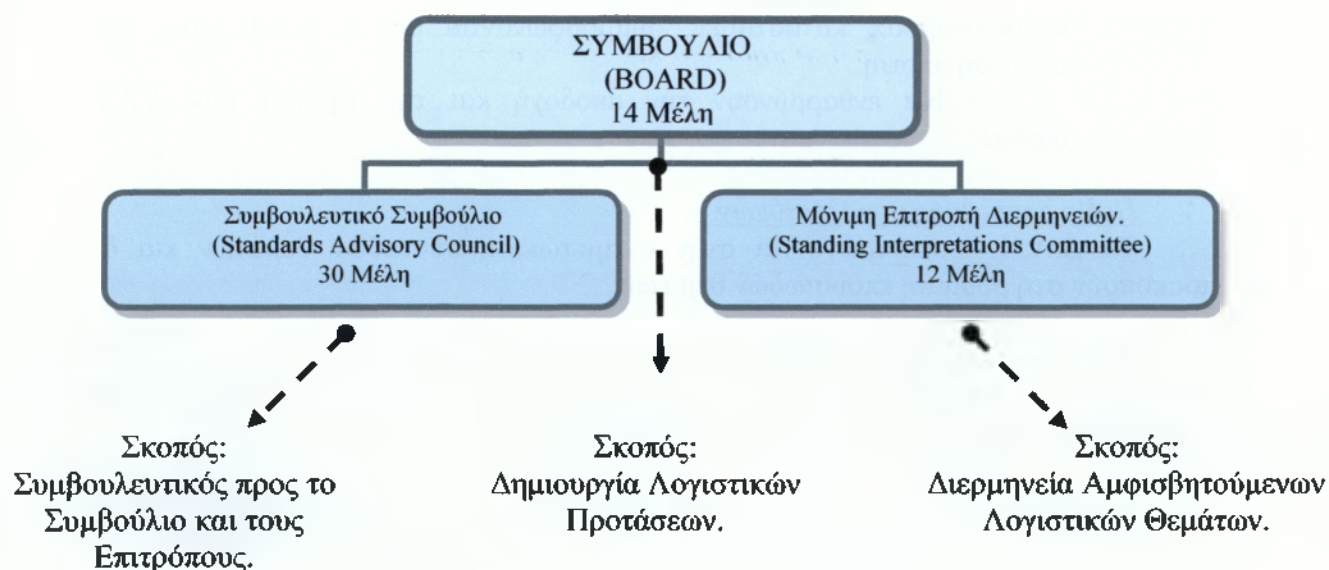 ΣΥΜΒΟΥΛΙΟ
(BOARD)
14 Μέλη
Συμβουλευτικό Συμβούλιο
(Standards Advisory Council)
30 Μέλη
Μόνιμη Επιτροπή Διερμηνειών.
(Standing Interpretations Committee)
12 Μέλη
Σκοπός:
Συμβουλευτικός προς το
Συμβούλιο και τους
Επιτρόπους.
Σκοπός:
Δημιουργία Λογιστικών
Προτάσεων.
Σκοπός:
Διερμηνεία Αμφισβητούμενων
Λογιστικών Θεμάτων.